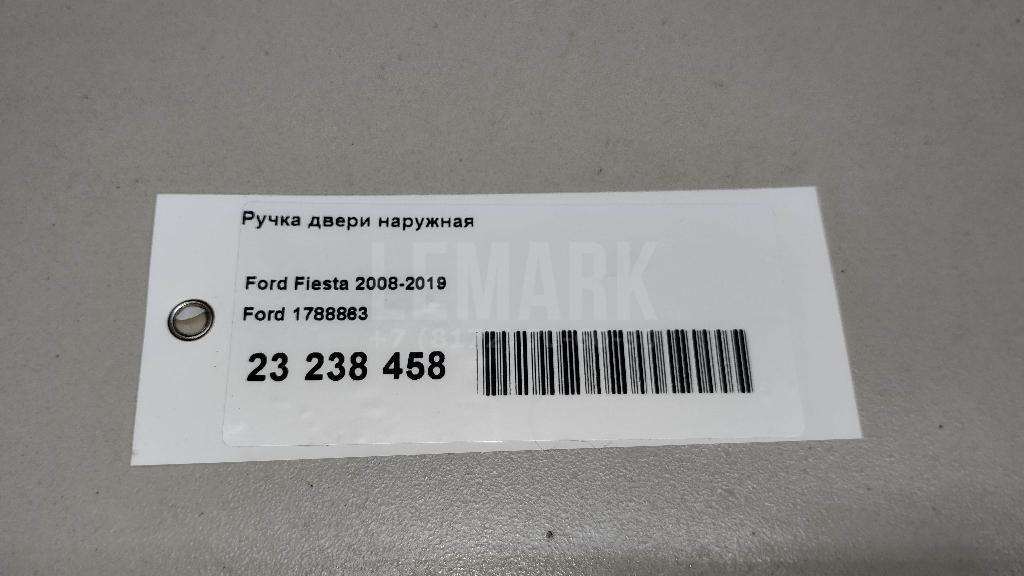 Ручка двери наружная
LEMARK
Ford Fiesta 2008-2019
Ford 1788863
23 238 458